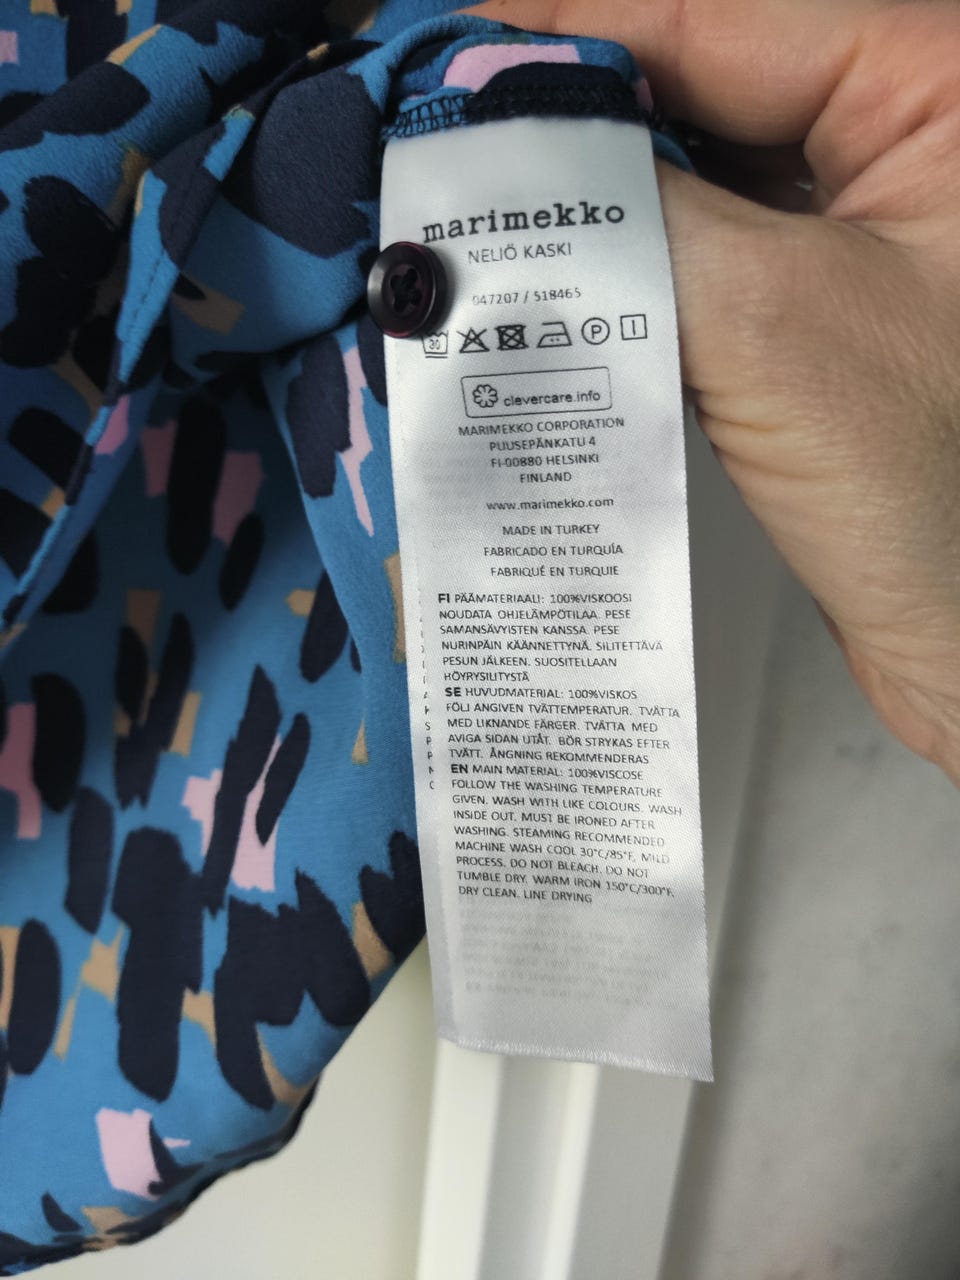 marimekko
NELIÖ KASKI
047207 / 518465
30 P
clevercare.info
MARIMEKKO CORPORATION
PUUSEPÄNKATU 4
FI-00880 HELSINKI
FINLAND
www.marimekko.com
MADE IN TURKEY
FABRICADO EN TURQUÍA
FABRIQUÉ EN TURQUIE
FI PÄÄMATERIAALI: 100%VISKOOSI
NOUDATA OHJELÄMPÖTILAA. PESE
SAMANSÄVYISTEN KANSSA. PESE
NURINPÄIN KÄÄNNETTYNÄ. SILITETTÄVÄ
PESUN JÄLKEEN. SUOSITELLAAN
HÖYRYSILITYSTÄ
SE HUVUDMATERIAL: 100%VISKOS
FÖLJ ANGIVEN TVÄTTEMPERATUR. TVÄTTA
MED LIKNANDE FÄRGER. TVÄTTA MED
AVIGA SIDAN UTÅT. BÖR STRYKAS EFTER
TVÄTT. ÅNGNING REKOMMENDERAS
EN MAIN MATERIAL: 100%VISCOSE
FOLLOW THE WASHING TEMPERATURE
GIVEN. WASH WITH LIKE COLOURS. WASH
INSIDE OUT. MUST BE IRONED AFTER
WASHING. STEAMING RECOMMENDED
MACHINE WASH COOL 30°C/85°F, MILD
PROCESS. DO NOT BLEACH. DO NOT
TUMBLE DRY. WARM IRON 150°C/300°F,
DRY CLEAN. LINE DRYING